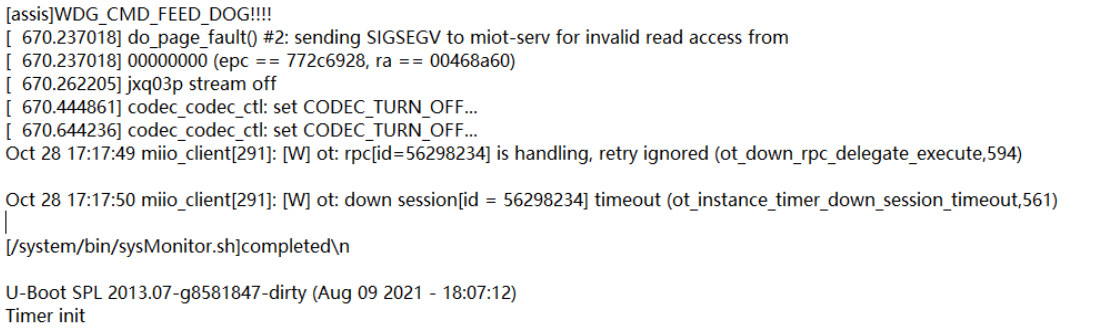 [assis]WDG_CMD_FEED_DOG!!!!
[  670.237018] do_page_fault() #2: sending SIGSEGV to miot-serv for invalid read access from
[  670.237018] 00000000 (epc == 772c6928, ra == 00468a60)
[  670.262205] jxq03p stream off
[  670.444861] codec_codec_ctl: set CODEC_TURN_OFF...
[  670.644236] codec_codec_ctl: set CODEC_TURN_OFF...
Oct 28 17:17:49 miio_client[291]: [W] ot: rpc[id=56298234] is handling, retry ignored (ot_down_rpc_delegate_execute,594)
Oct 28 17:17:50 miio_client[291]: [W] ot: down session[id = 56298234] timeout (ot_instance_timer_down_session_timeout,561)
[/system/bin/sysMonitor.sh]completed\n
U-Boot SPL 2013.07-g8581847-dirty (Aug 09 2021 - 18:07:12)
Timer init